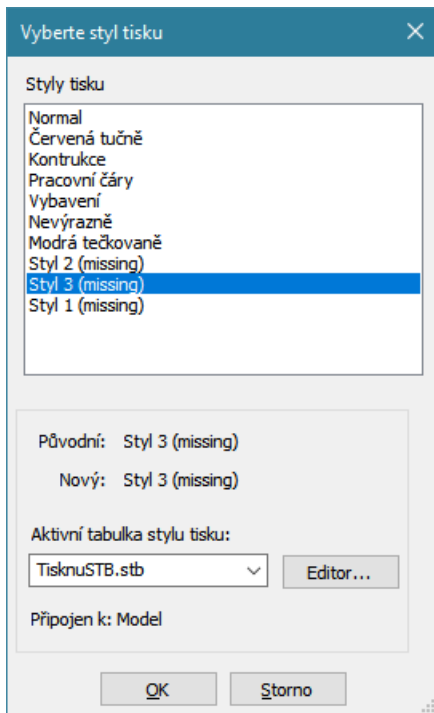 Vyberte styl tisku
Styly tisku
Normal
Červená tučně
Kontrukce
Pracovní čáry
Vybavení
Nevýrazně
Modrá tečkovaně
Styl 2 (missing)
Styl 3 (missing)
Styl 1 (missing)
Původní: Styl 3 (missing)
Nový: Styl 3 (missing)
Aktivní tabulka stylu tisku:
TisknuSTB.stb Editor...
Připojen k: Model
OK Storno